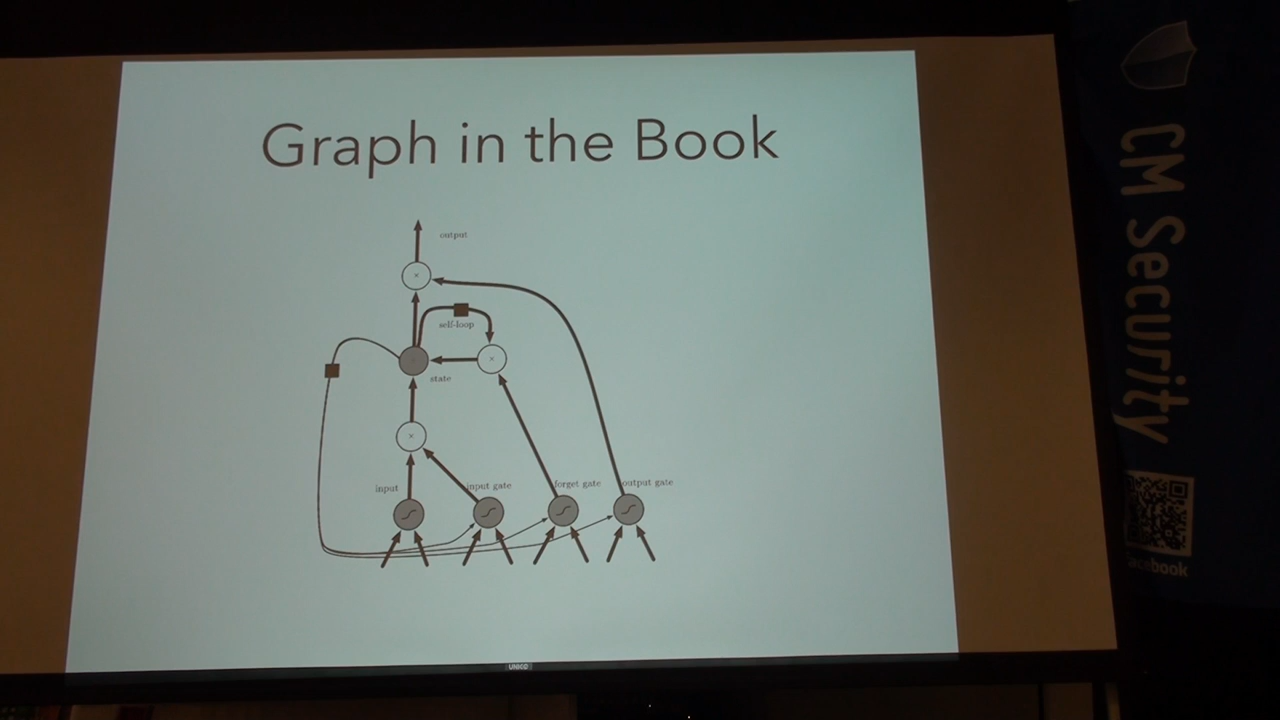 Graph in the Book
output
×
self-loop
×
state
×
input
input gate
forget gate
output gate
CM Security
facebook